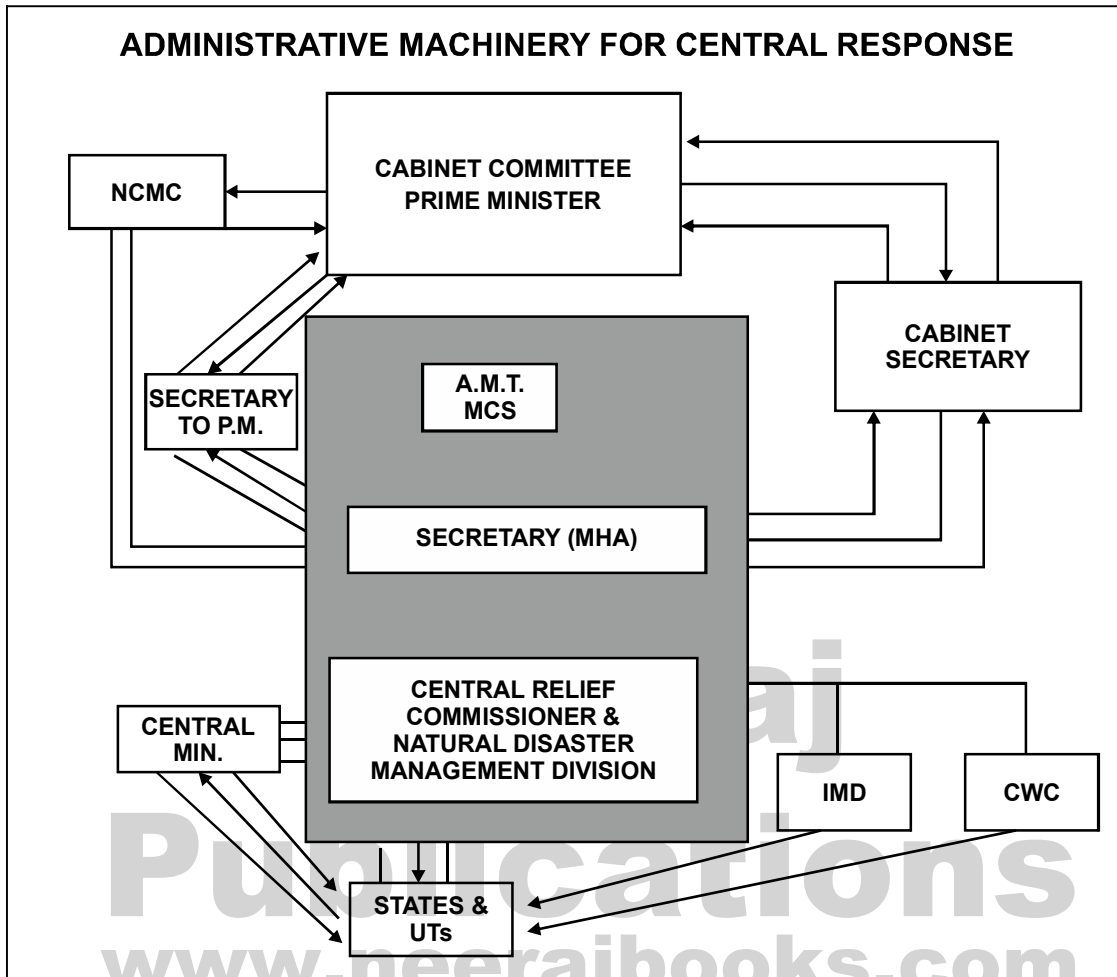 ADMINISTRATIVE MACHINERY FOR CENTRAL RESPONSE
CABINET COMMITTEE
PRIME MINISTER
NCMC
CABINET
SECRETARY
SECRETARY
TO P.M.
A.M.T.
MCS
SECRETARY (MHA)
CENTRAL RELIEF
COMMISSIONER &
NATURAL DISASTER
MANAGEMENT DIVISION
CENTRAL
MIN.
IMD
CWC
STATES &
UTs
Publications
www.neerajbooks.com